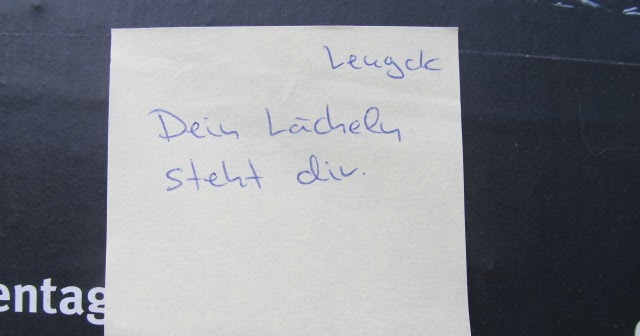 Dein Lächeln
steht dir.
entag